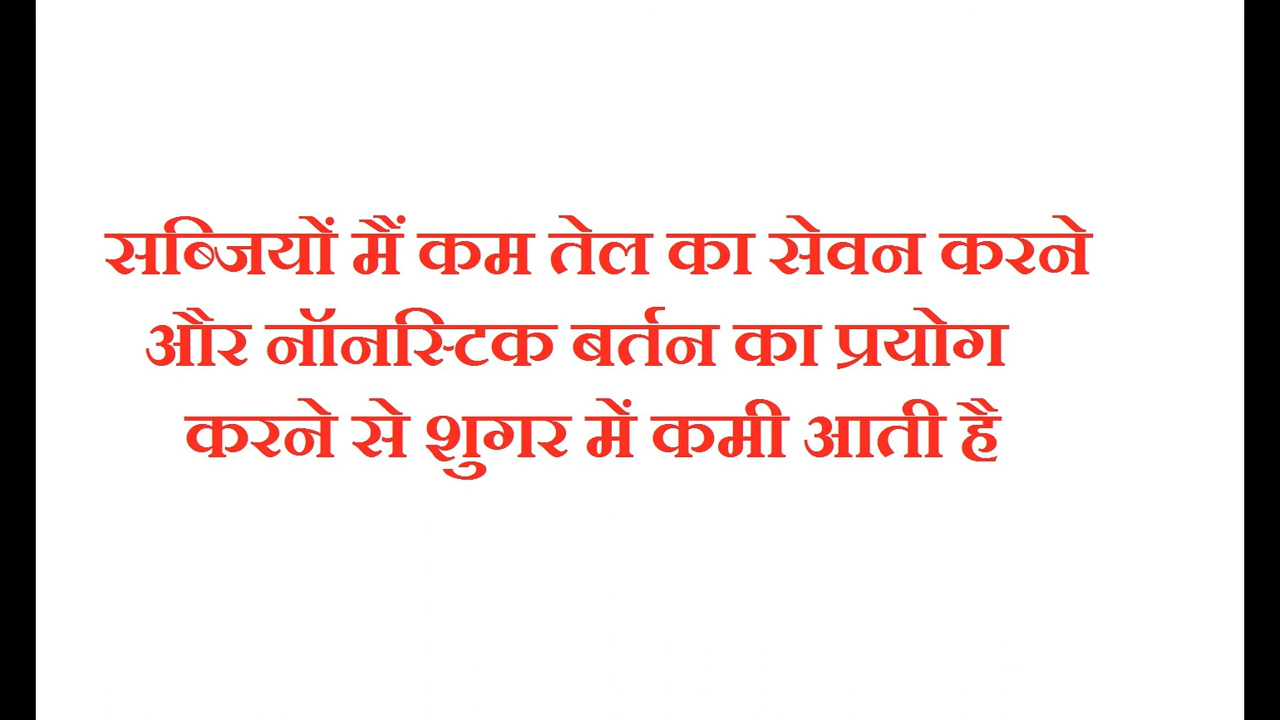 सब्जियों मैं कम तेल का सेवन करने
और नॉनस्टिक बर्तन का प्रयोग
करने से शुगर में कमी आती है